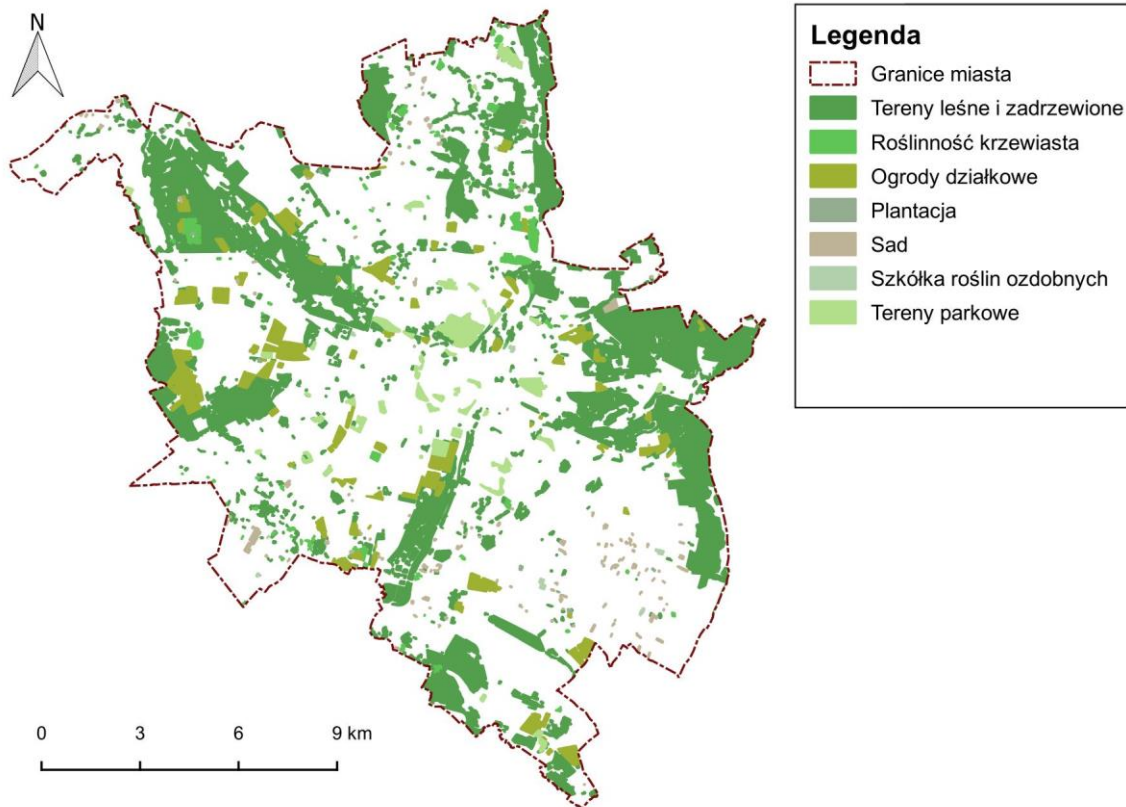 N
Legenda
Granice miasta
Tereny leśne i zadrzewione
Roślinność krzewiasta
Ogrody działkowe
Plantacja
Sad
Szkółka roślin ozdobnych
Tereny parkowe
0 3 6 9 km